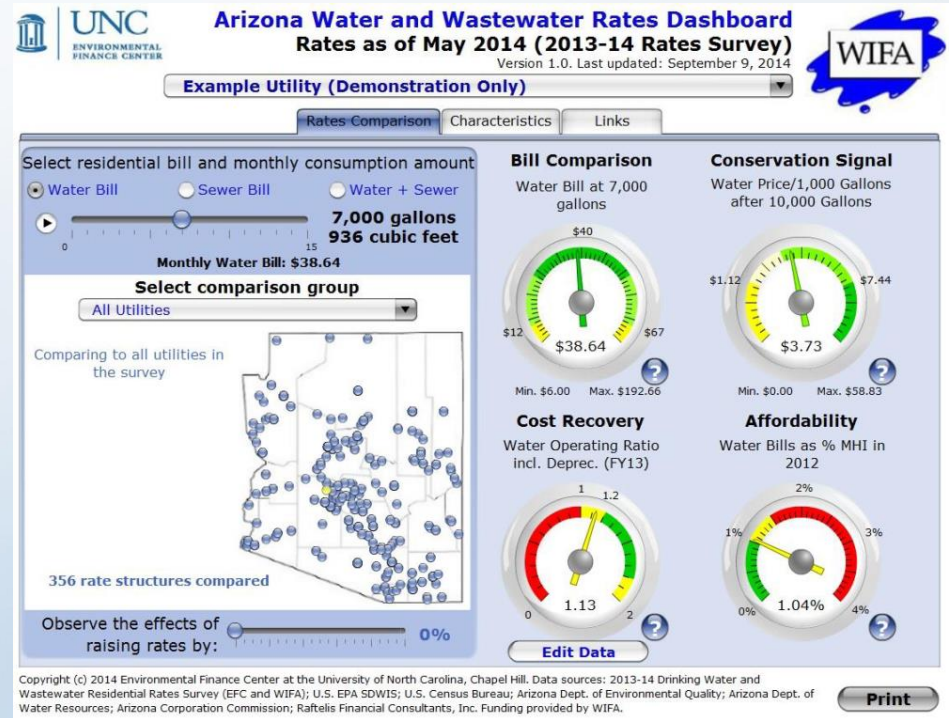 UNC
ENVIRONMENTAL
FINANCE CENTER
Arizona Water and Wastewater Rates Dashboard
Rates as of May 2014 (2013-14 Rates Survey)
Version 1.0. Last updated: September 9, 2014
WIFA
Example Utility (Demonstration Only)
Rates Comparison
Characteristics
Links
Select residential bill and monthly consumption amount
Water Bill
Sewer Bill
Water + Sewer
7,000 gallons
936 cubic feet
0
15
Monthly Water Bill: $38.64
Select comparison group
All Utilities
Comparing to all utilities in
the survey
356 rate structures compared
Observe the effects of
raising rates by:
0%
Bill Comparison
Water Bill at 7,000
gallons
$40
$12
$67
$38.64
?
Min. $6.00 Max. $192.66
Conservation Signal
Water Price/1,000 Gallons
after 10,000 Gallons
$1.12
$7.44
$3.73
?
Min. $0.00 Max. $58.83
Cost Recovery
Water Operating Ratio
incl. Deprec. (FY13)
1
1.2
0
2
1.13
?
Edit Data
Affordability
Water Bills as % MHI in
2012
2%
1%
3%
0%
4%
1.04%
?
Copyright (c) 2014 Environmental Finance Center at the University of North Carolina, Chapel Hill. Data sources: 2013-14 Drinking Water and
Wastewater Residential Rates Survey (EFC and WIFA); U.S. EPA SDWIS; U.S. Census Bureau; Arizona Dept. of Environmental Quality; Arizona Dept. of
Water Resources; Arizona Corporation Commission; Raftelis Financial Consultants, Inc. Funding provided by WIFA.
Print